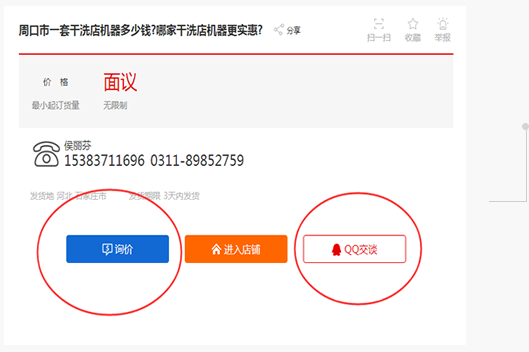 周口市一套干洗店机器多少钱?哪家干洗店机器更实惠? 分享
扫一扫 收藏 举报
价 格 面议
最小起订货量 无限制
侯丽芬
15383711696 0311-89852759
发货地 河北 石家庄市 发货期限 3天内发货
询价 进入店铺 QQ交谈